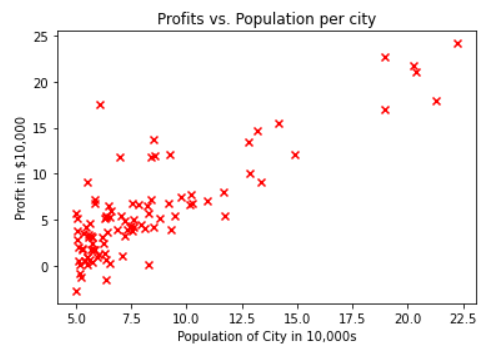 Profits vs. Population per city
Profit in $10,000
25
20
15
10
5
0
5.0 7.5 10.0 12.5 15.0 17.5 20.0 22.5
Population of City in 10,000s